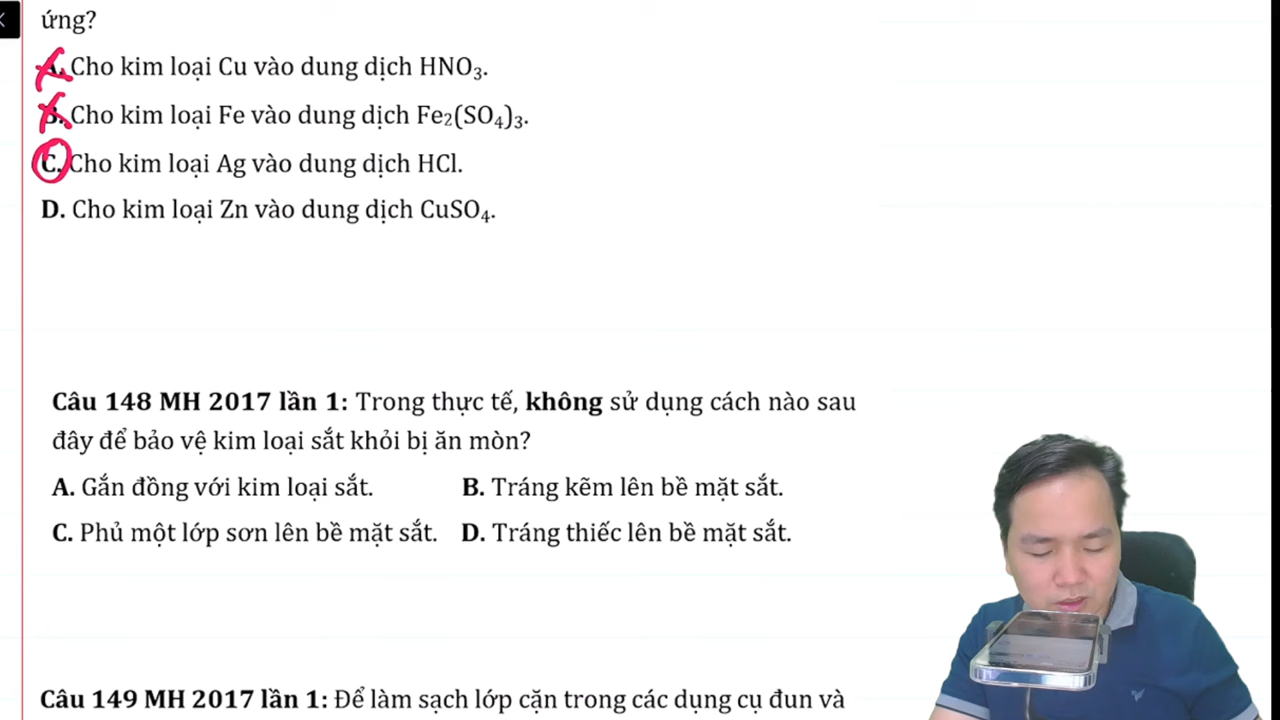 ứng?
A. Cho kim loại Cu vào dung dịch HNO₃.
B. Cho kim loại Fe vào dung dịch Fe₂(SO₄)₃.
C. Cho kim loại Ag vào dung dịch HCl.
D. Cho kim loại Zn vào dung dịch CuSO₄.
Câu 148 MH 2017 lần 1: Trong thực tế, không sử dụng cách nào sau
đây để bảo vệ kim loại sắt khỏi bị ăn mòn?
A. Gắn đồng với kim loại sắt. B. Tráng kẽm lên bề mặt sắt.
C. Phủ một lớp sơn lên bề mặt sắt. D. Tráng thiếc lên bề mặt sắt.
Câu 149 MH 2017 lần 1: Để làm sạch lớp cặn trong các dụng cụ đun và